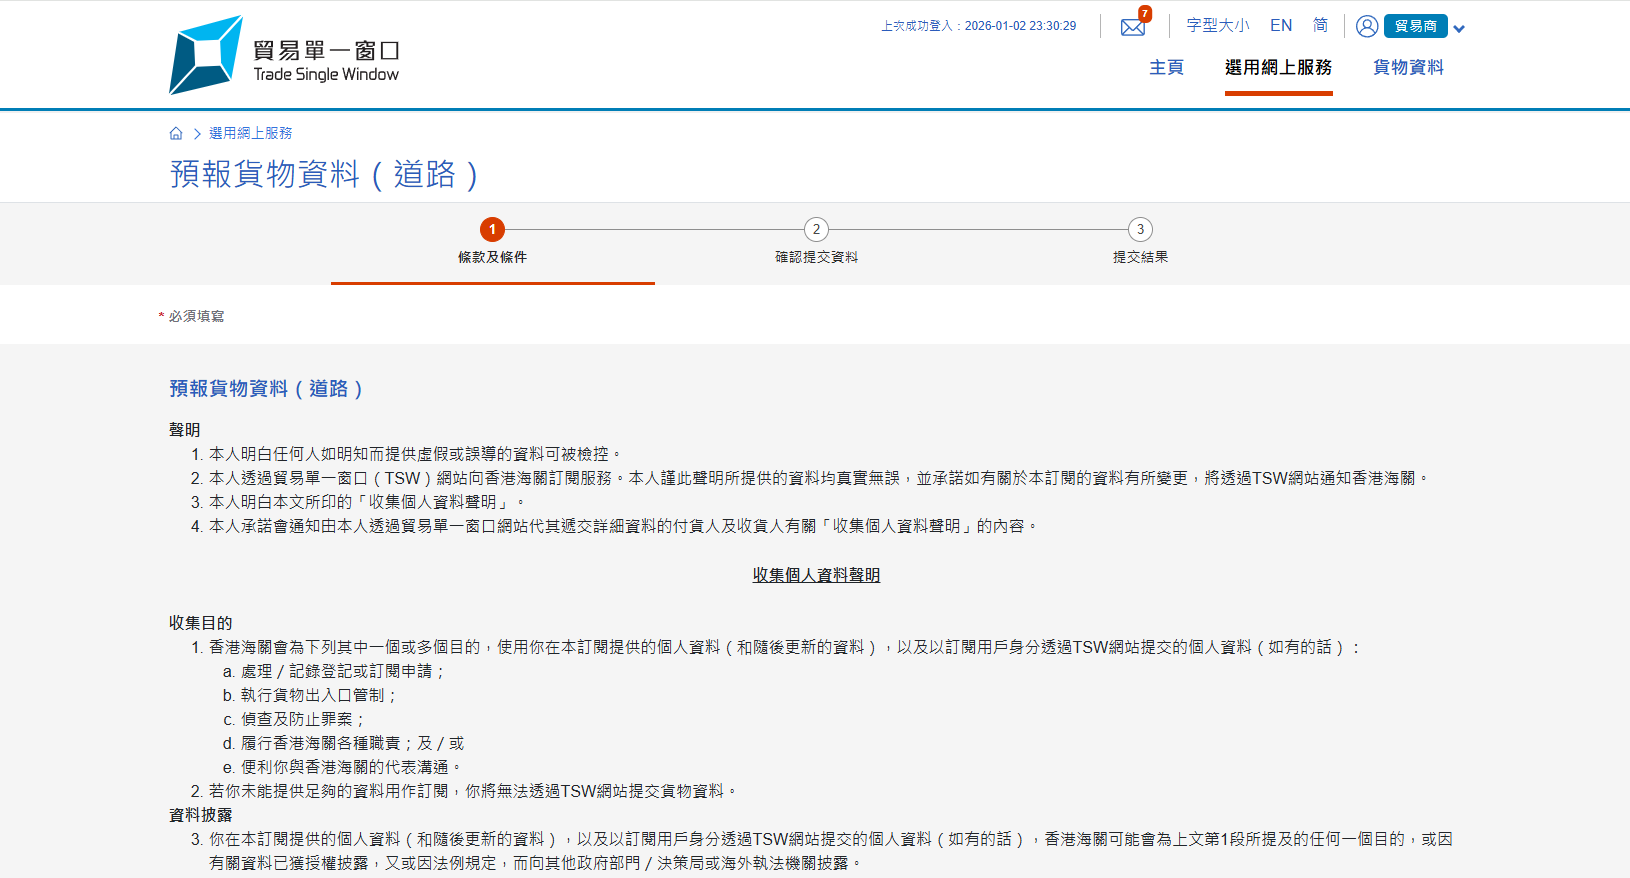 貿易單一窗口
Trade Single Window
上次成功登入：2026-01-02 23:30:29
7
字型大小 EN 简
貿易商
主頁 選用網上服務 貨物資料
選用網上服務
預報貨物資料（道路）
1 2 3
條款及條件 確認提交資料 提交結果
* 必須填寫
預報貨物資料（道路）
聲明
1. 本人明白任何人如明知而提供虛假或誤導的資料可被檢控。
2. 本人透過貿易單一窗口（TSW）網站向香港海關訂閱服務。本人謹此聲明所提供的資料均真實無誤，並承諾如有關於本訂閱的資料有所變更，將透過TSW網站通知香港海關。
3. 本人明白本文所印的「收集個人資料聲明」。
4. 本人承諾會通知由本人透過貿易單一窗口網站代其遞交詳細資料的付貨人及收貨人有關「收集個人資料聲明」的內容。
收集個人資料聲明
收集目的
1. 香港海關會為下列其中一個或多個目的，使用你在本訂閱提供的個人資料（和隨後更新的資料），以及以訂閱用戶身分透過TSW網站提交的個人資料（如有的話）：
a. 處理／記錄登記或訂閱申請；
b. 執行貨物出入口管制；
c. 偵查及防止罪案；
d. 履行香港海關各種職責；及／或
e. 便利你與香港海關的代表溝通。
2. 若你未能提供足夠的資料用作訂閱，你將無法透過TSW網站提交貨物資料。
資料披露
3. 你在本訂閱提供的個人資料（和隨後更新的資料），以及以訂閱用戶身分透過TSW網站提交的個人資料（如有的話），香港海關可能會為上文第1段所提及的任何一個目的，或因
有關資料已獲授權披露，又或因法例規定，而向其他政府部門／決策局或海外執法機關披露。